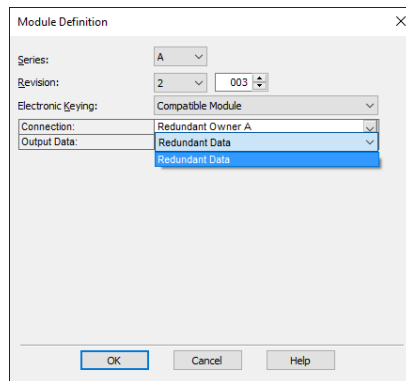 Module Definition
Series: A
Revision: 2 003
Electronic Keying: Compatible Module
Connection: Redundant Owner A
Output Data: Redundant Data
Redundant Data
OK Cancel Help